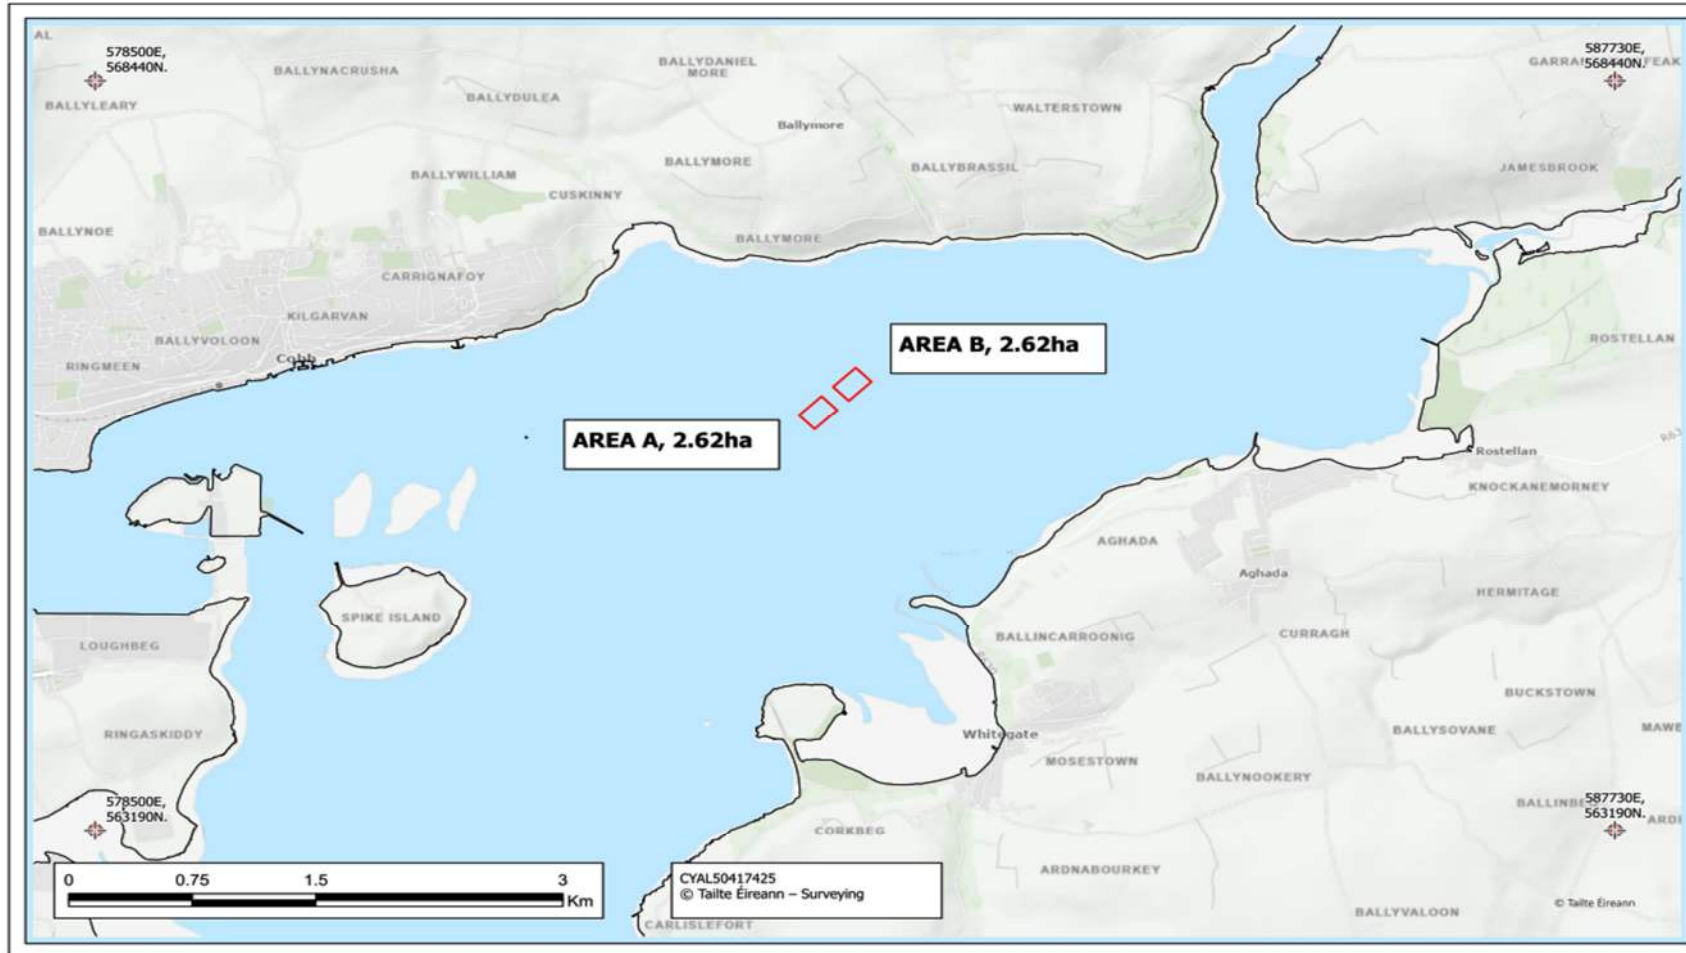 AL
578500E,
568440N.
BALLYLEARY
BALLYNACRUSHA
BALLYDULEA
BALLYDANIEL
MORE
Ballymore
WALTERSTOWN
587730E,
568440N.
BALLYWILLIAM
CUSKINNY
BALLYMORE
BALLYBRASSIL
JAMESBROOK
BALLYNOE
BALLYMORE
CARRIGNAFOY
KILGARVAN
BALLYVOLOON
Cobh
RINGMEEN
ROSTELLAN
AREA B, 2.62ha
AREA A, 2.62ha
Rostellan
KNOCKANEMORNEY
AGHADA
Aghada
HERMITAGE
SPIKE ISLAND
LOUGHBEG
BALLINCARROONIG
CURRAGH
BUCKSTOWN
RINGASKIDDY
Whitegate
BALLYSOVANE
MAWE
MOSESTOWN
BALLYNOOKERY
578500E,
563190N.
587730E,
563190N.
CORKBEG
ARDNABOURKEY
BALLYVALOON
CARLISLEFORT
0 0.75 1.5 3
Km
CYAL50417425
© Tailte Éireann – Surveying
© Tailte Éireann